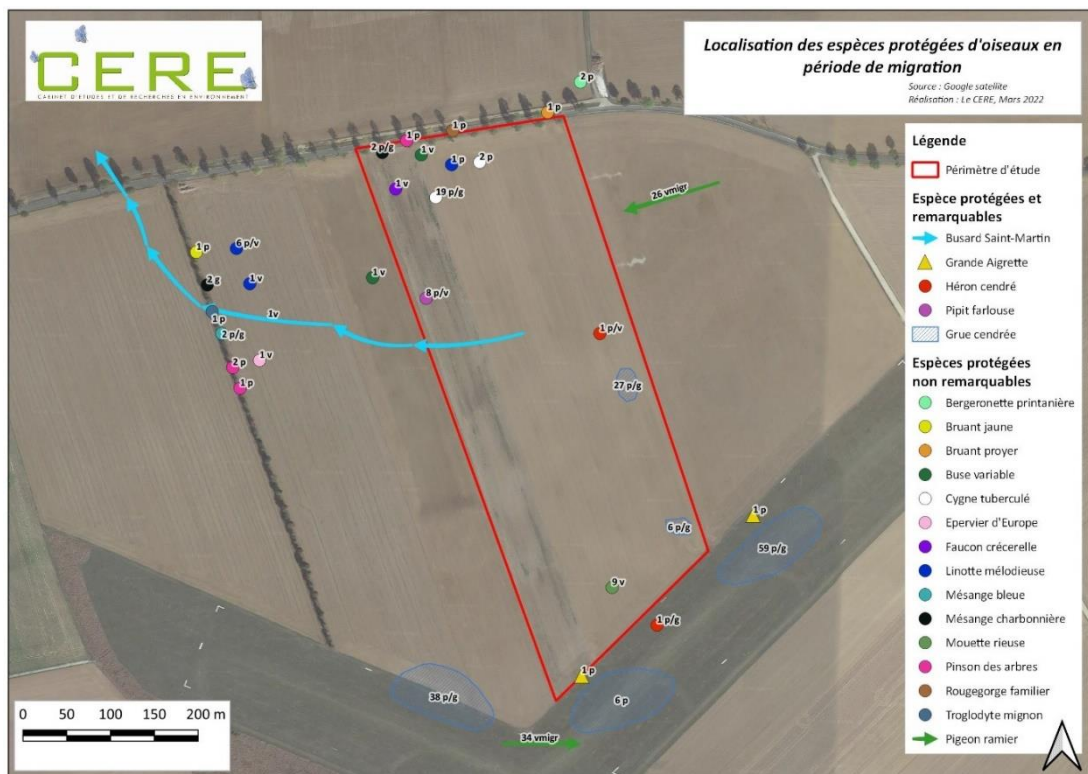 CERE
CABINET D'ETUDES ET DE RECHERCHES EN ENVIRONNEMENT
Localisation des espèces protégées d'oiseaux en
période de migration
Source : Google satellite
Réalisation : Le CERE, Mars 2022
Légende
Périmètre d'étude
Espèce protégées et
remarquables
Busard Saint-Martin
Grande Aigrette
Héron cendré
Pipit farlouse
Grue cendrée
Espèces protégées
non remarquables
Bergeronette printanière
Bruant jaune
Bruant proyer
Buse variable
Cygne tuberculé
Epervier d'Europe
Faucon crécerelle
Linotte mélodieuse
Mésange bleue
Mésange charbonnière
Mouette rieuse
Pinson des arbres
Rougegorge familier
Troglodyte mignon
Pigeon ramier
2 p
1 p
1 p
1 p
2 p/g
1 v
1 p
2 p
1 v
19 p/g
26 vmigr
1 p
6 p/v
2 g
1 v
1 v
8 p/v
1 p
1v
2 p/g
1 p/v
2 p
1 v
1 p
27 p/g
1 p
6 p/g
59 p/g
9 v
1 p/g
1 p
38 p/g
6 p
34 vmigr
0 50 100 150 200 m